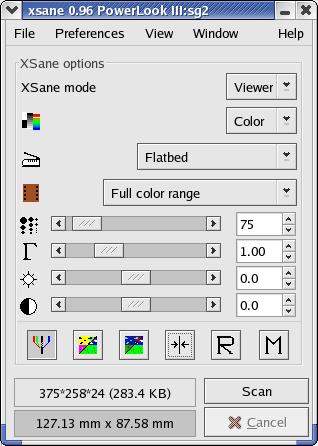 xsane 0.96 PowerLook III:sg2
File Preferences View Window Help
XSane options
XSane mode Viewer
Color
Flatbed
Full color range
75
Γ 1.00
0.0
0.0
R M
375*258*24 (283.4 KB) Scan
127.13 mm x 87.58 mm Cancel